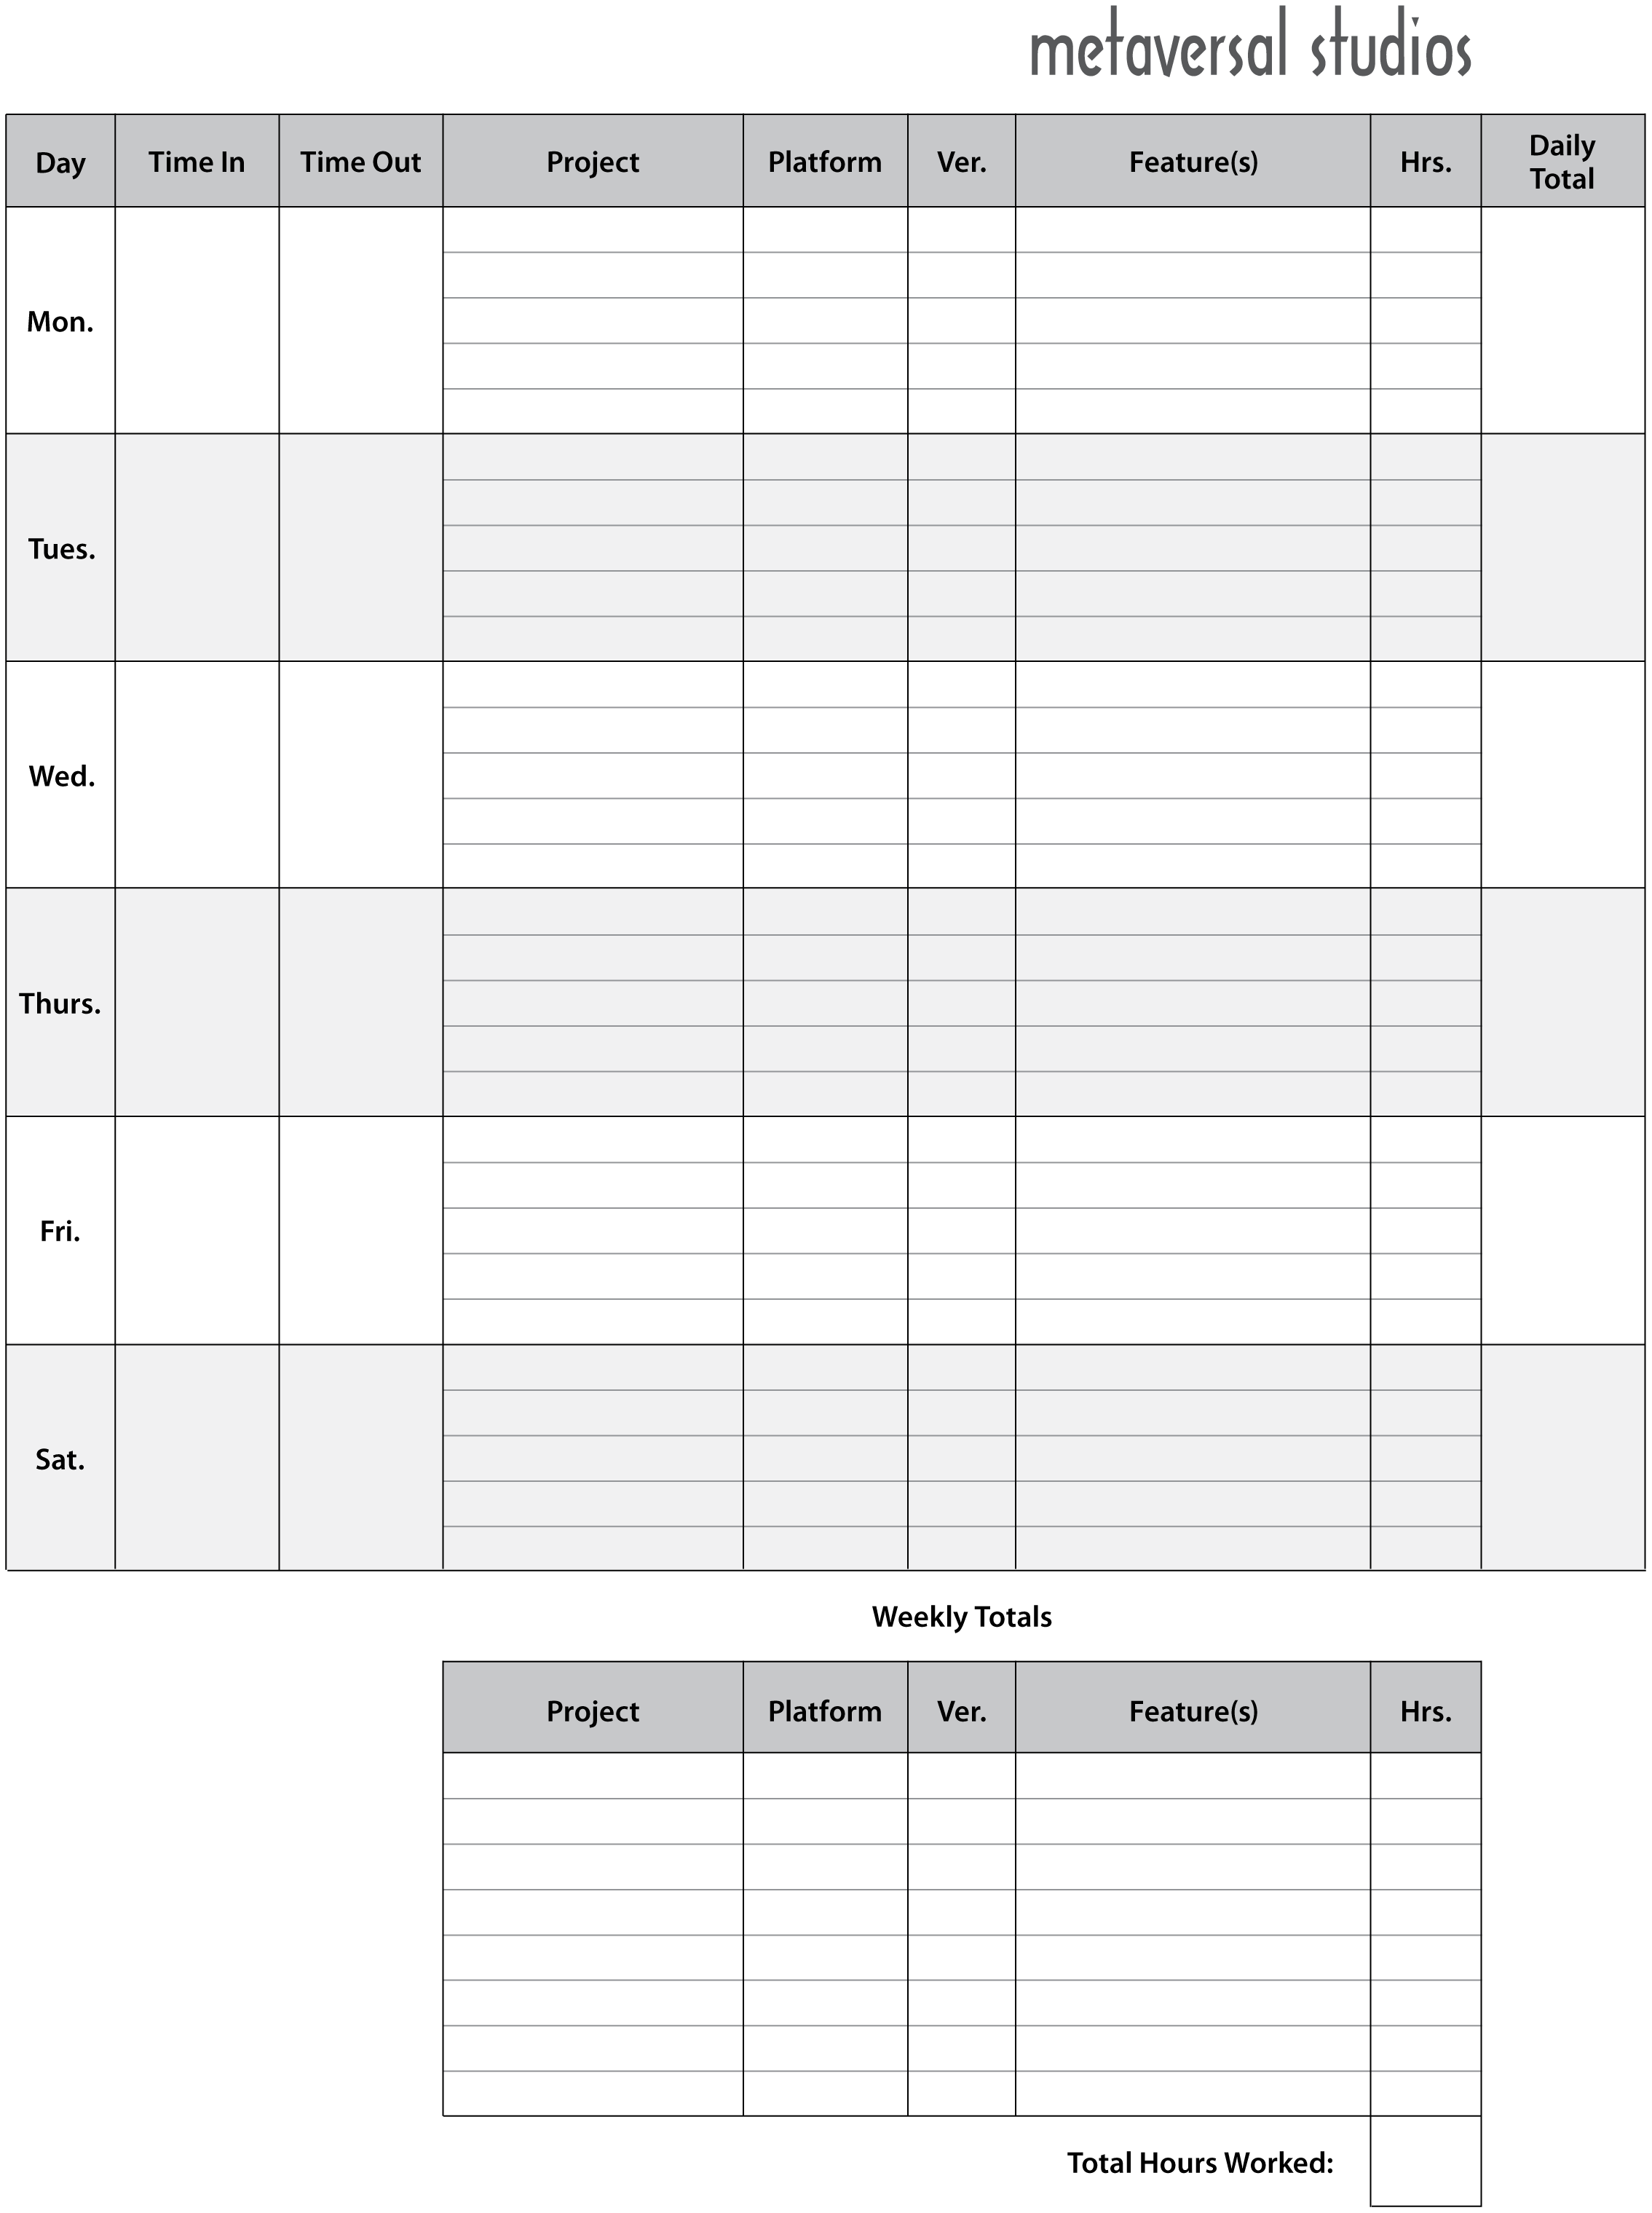 metaversal studios
Day Time In Time Out Project Platform Ver. Feature(s) Hrs. Daily Total
Mon.
Tues.
Wed.
Thurs.
Fri.
Sat.
Weekly Totals
Project Platform Ver. Feature(s) Hrs.
Total Hours Worked: